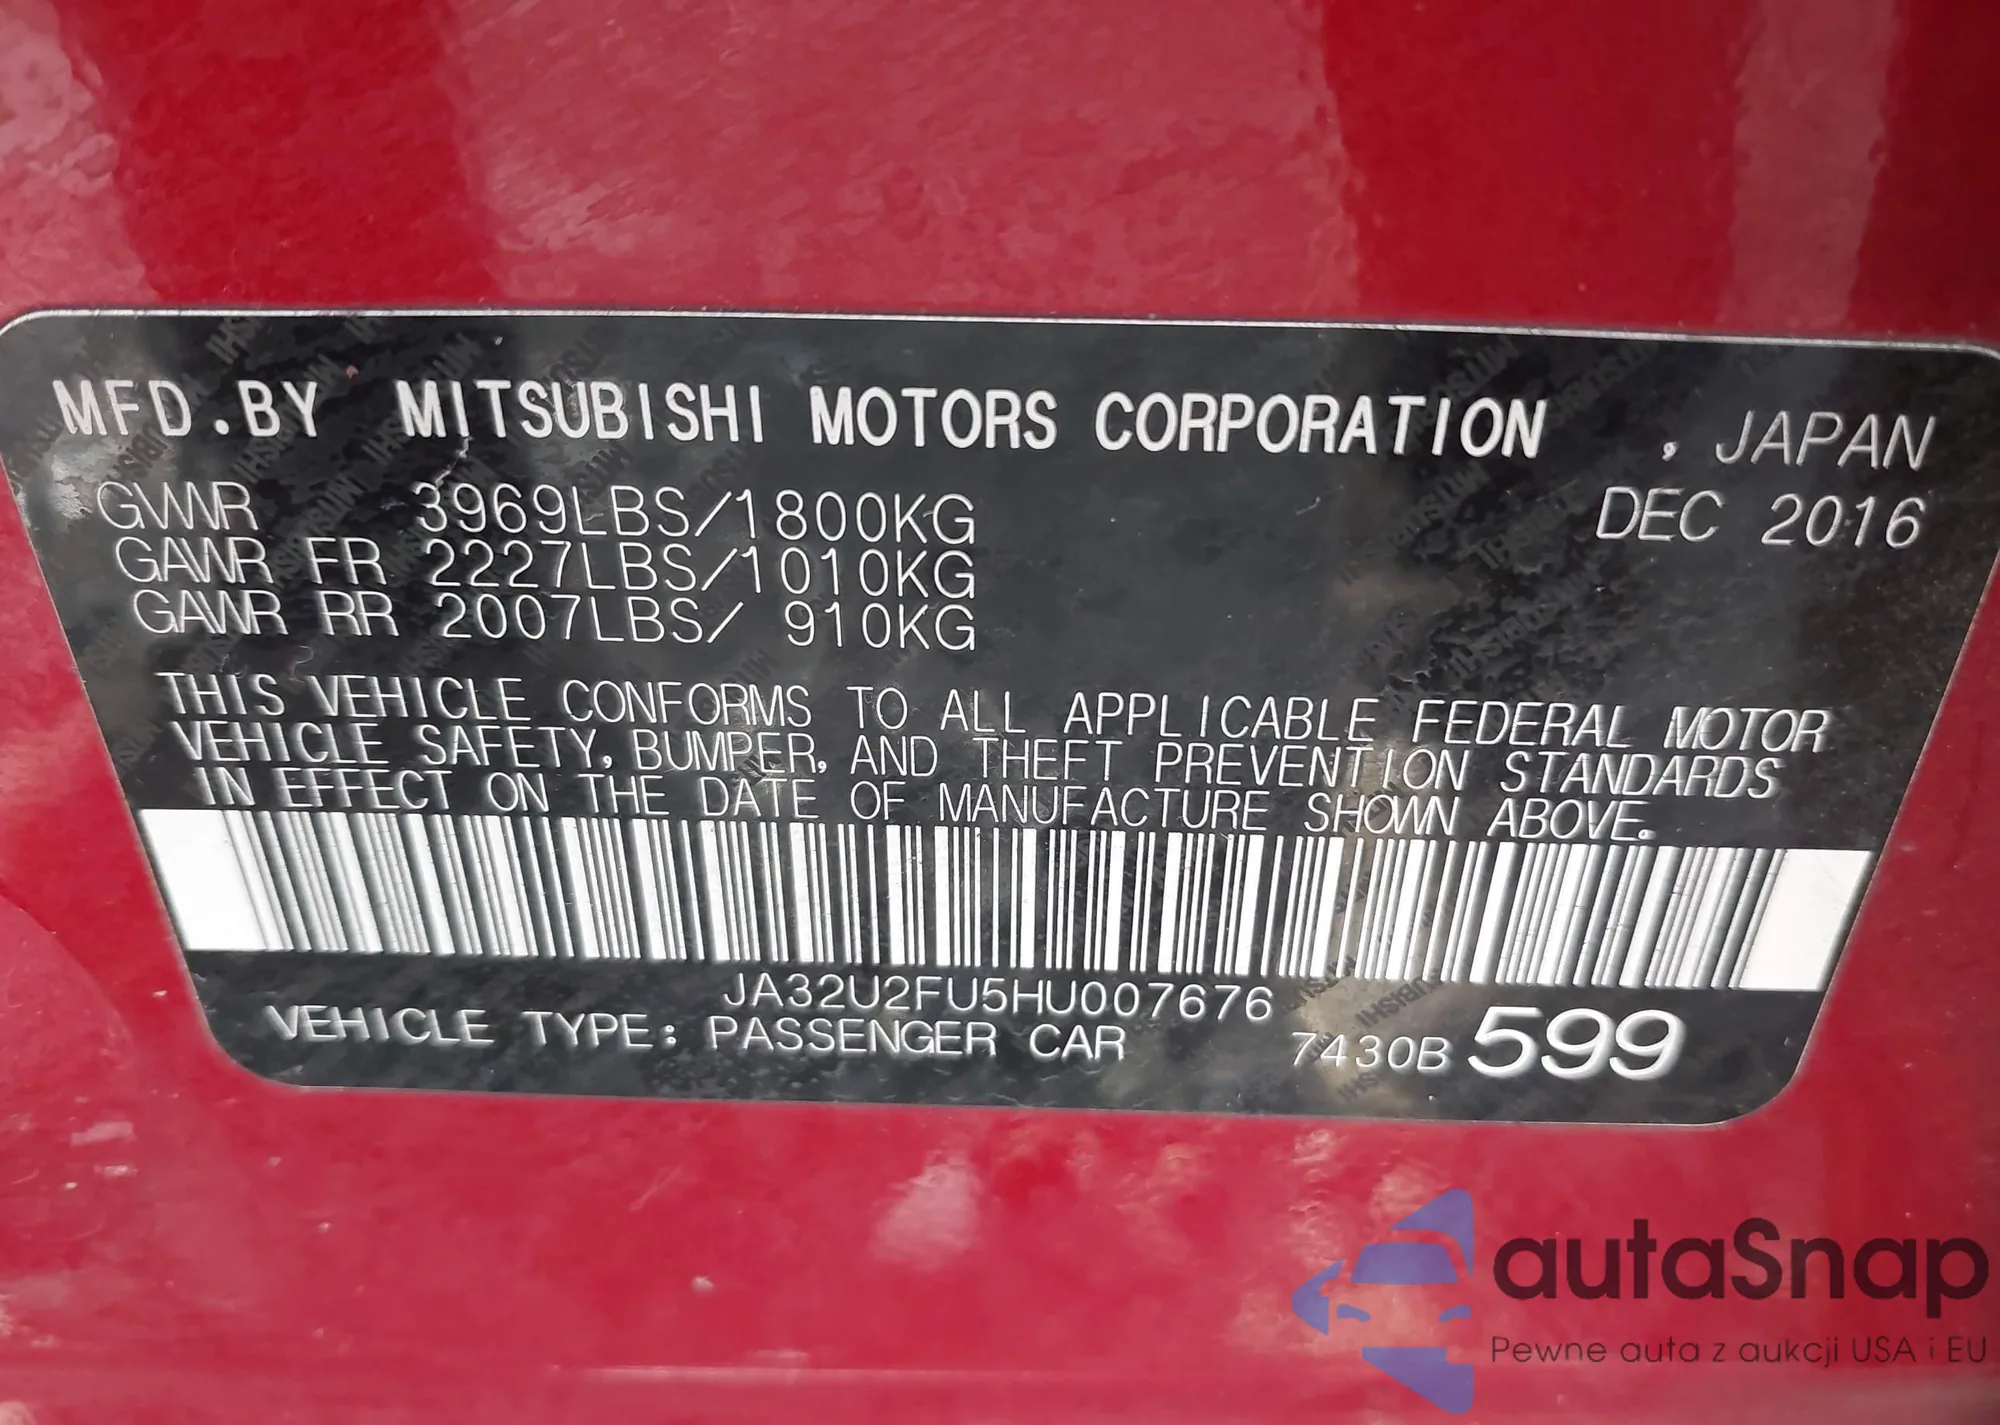 MFD.BY MITSUBISHI MOTORS CORPORATION , JAPAN
GVWR 3969LBS/1800KG DEC 2016
GAWR FR 2227LBS/1010KG
GAWR RR 2007LBS/ 910KG
THIS VEHICLE CONFORMS TO ALL APPLICABLE FEDERAL MOTOR
VEHICLE SAFETY, BUMPER, AND THEFT PREVENTION STANDARDS
IN EFFECT ON THE DATE OF MANUFACTURE SHOWN ABOVE.
JA32U2FU5HU007676
VEHICLE TYPE: PASSENGER CAR 7430B 599
autaSnap
Pewne auta z aukcji USA i EU